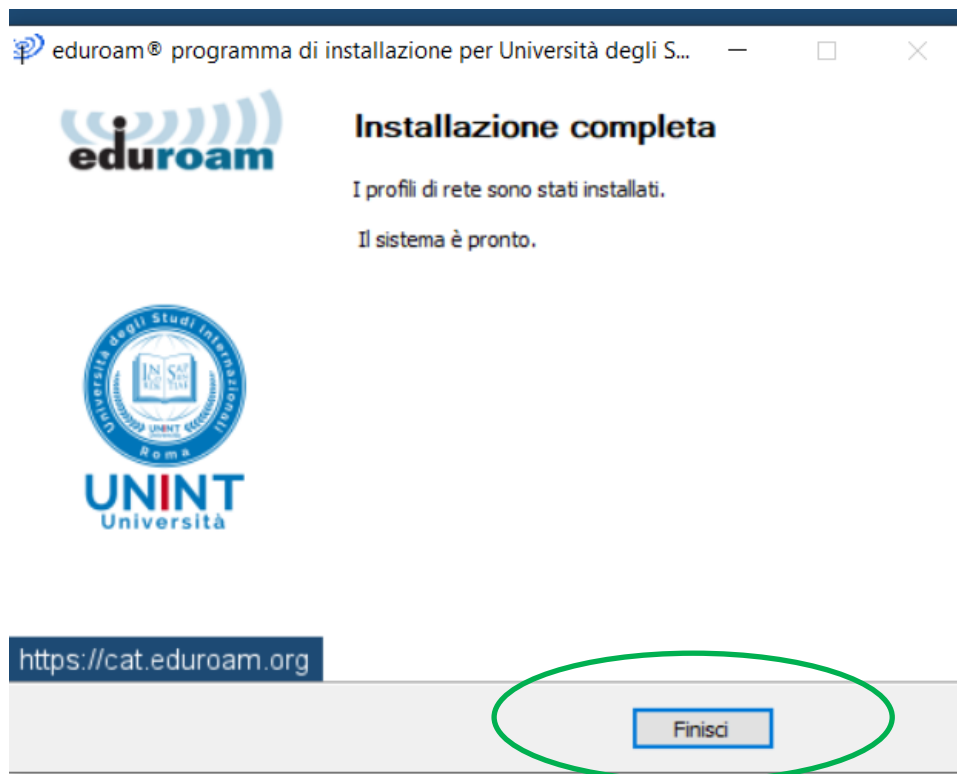 eduroam® programma di installazione per Università degli S...
eduroam
Installazione completa
I profili di rete sono stati installati.
Il sistema è pronto.
Università degli Studi Internazionali
Roma
UNINT
UNINT
Università
https://cat.eduroam.org
Finisci